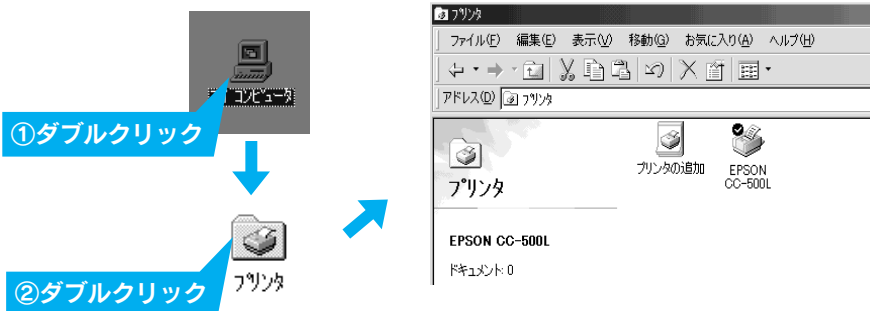 コンピュータ
①ダブルクリック
プリンタ
②ダブルクリック
プリンタ
ファイル(F) 編集(E) 表示(V) 移動(G) お気に入り(A) ヘルプ(H)
アドレス(D) プリンタ
プリンタ
EPSON CC-500L
ドキュメント: 0
プリンタの追加
EPSON
CC-500L